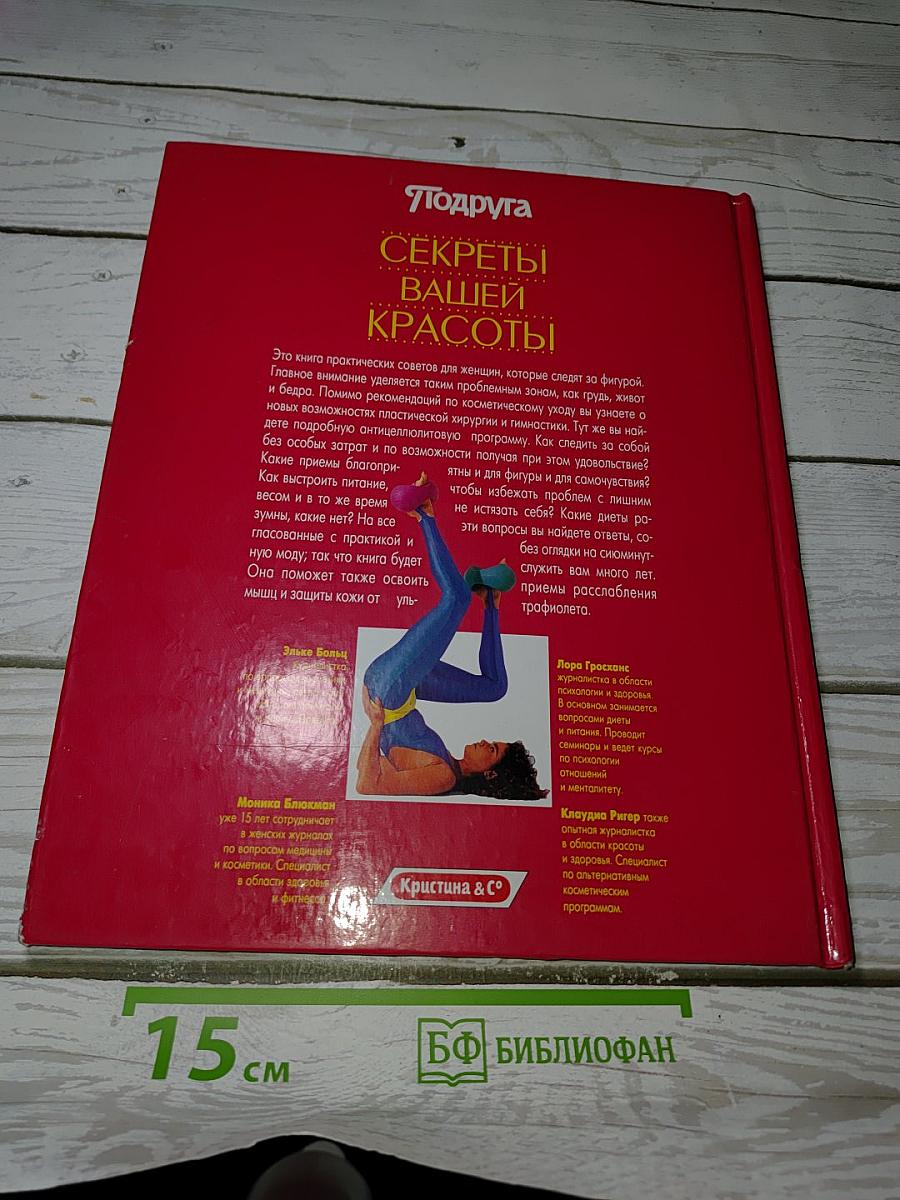 Подруга
СЕКРЕТЫ
ВАШЕЙ
КРАСОТЫ
Это книга практических советов для женщин, которые следят за фигурой.
Главное внимание уделяется таким проблемным зонам, как грудь, живот
и бедра. Помимо рекомендаций по косметическому уходу вы узнаете о
новых возможностях пластической хирургии и гимнастики. Тут же вы най-
дете подробную антицеллюлитовую программу. Как следить за собой
без особых затрат и по возможности получая при этом удовольствие?
Какие приемы благопри- ятны и для фигуры и для самочувствия?
Как выстроить питание, чтобы избежать проблем с лишним
весом и в то же время не истязать себя? Какие диеты ра-
зумны, какие нет? На все эти вопросы вы найдете ответы, со-
гласованные с практикой и без оглядки на сиюминут-
ную моду; так что книга будет служить вам много лет.
Она поможет также освоить приемы расслабления
мышц и защиты кожи от уль- трафиолета.
Эльке Больц
Моника Блюкман
уже 15 лет сотрудничает
в женских журналах
по вопросам медицины
и косметики. Специалист
в области здоровья
и фитнеса.
Лора Гросханс
журналистка в области
психологии и здоровья.
В основном занимается
вопросами диеты
и питания. Проводит
семинары и ведет курсы
по психологии
отношений
и менталитету.
Клаудиа Ригер также
опытная журналистка
в области красоты
и здоровья. Специалист
по альтернативным
косметическим
программам.
Кристина & Cº
15 см
БФ БИБЛИОФАН